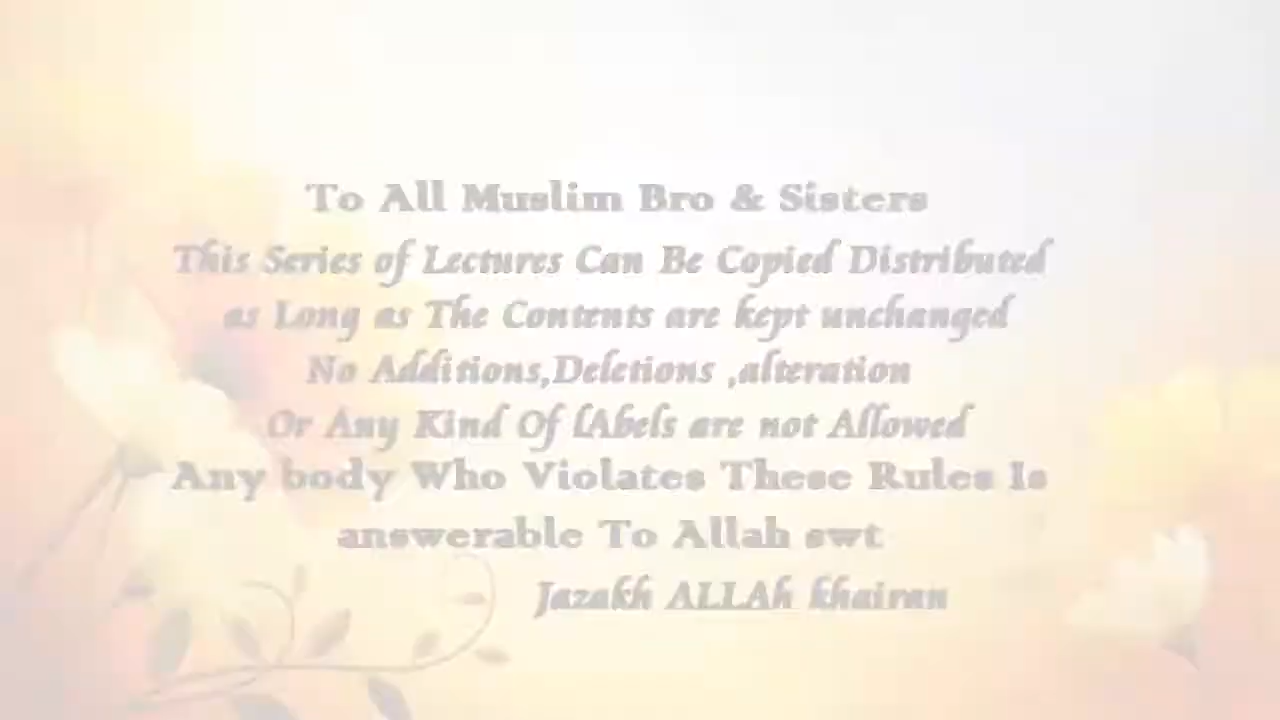 To All Muslim Bro & Sisters
This Series of Lectures Can Be Copied Distributed
as Long as The Contents are kept unchanged
No Additions,Deletions ,alteration
Or Any Kind Of lAbels are not Allowed
Any body Who Violates These Rules Is
answerable To Allah swt
Jazakh ALLAh khairan